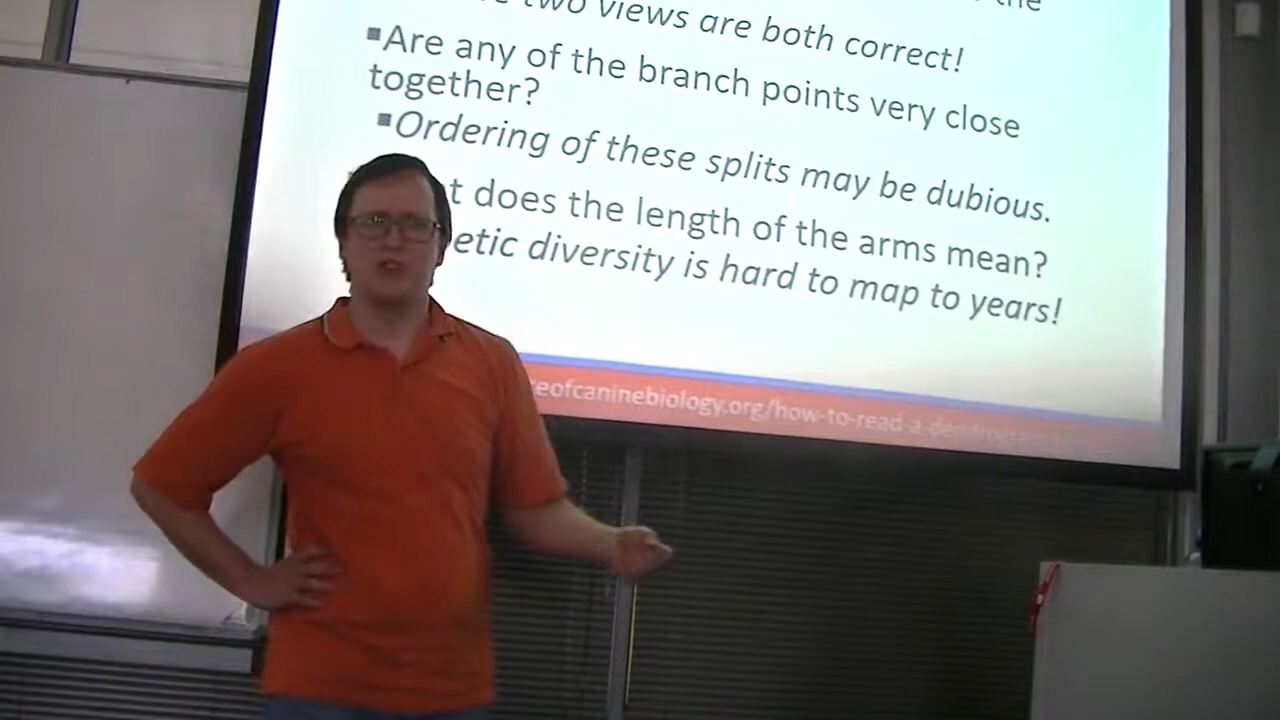 the
two views are both correct!
▪Are any of the branch points very close
together?
▪Ordering of these splits may be dubious.
t does the length of the arms mean?
etic diversity is hard to map to years!
eofcaninebiology.org/how-to-read-a-dendrogram